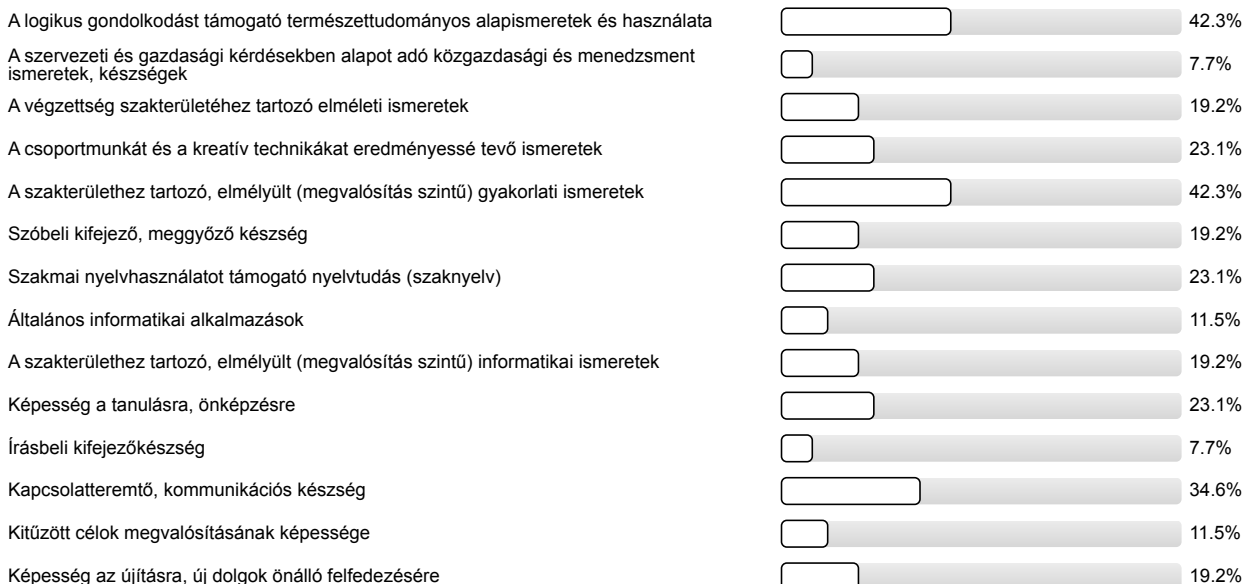 A logikus gondolkodást támogató természettudományos alapismeretek és használata 42.3%
A szervezeti és gazdasági kérdésekben alapot adó közgazdasági és menedzsment
ismeretek, készségek 7.7%
A végzettség szakterületéhez tartozó elméleti ismeretek 19.2%
A csoportmunkát és a kreatív technikákat eredményessé tevő ismeretek 23.1%
A szakterülethez tartozó, elmélyült (megvalósítás szintű) gyakorlati ismeretek 42.3%
Szóbeli kifejező, meggyőző készség 19.2%
Szakmai nyelvhasználatot támogató nyelvtudás (szaknyelv) 23.1%
Általános informatikai alkalmazások 11.5%
A szakterülethez tartozó, elmélyült (megvalósítás szintű) informatikai ismeretek 19.2%
Képesség a tanulásra, önképzésre 23.1%
Írásbeli kifejezőkészség 7.7%
Kapcsolatteremtő, kommunikációs készség 34.6%
Kitűzött célok megvalósításának képessége 11.5%
Képesség az újításra, új dolgok önálló felfedezésére 19.2%